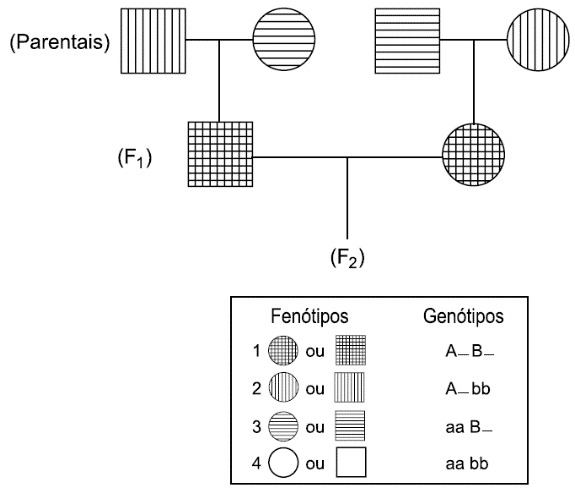 (Parentais)
(F₁)
(F₂)
Fenótipos Genótipos
1 ou A_B_
2 ou A_bb
3 ou aa B_
4 ou aa bb